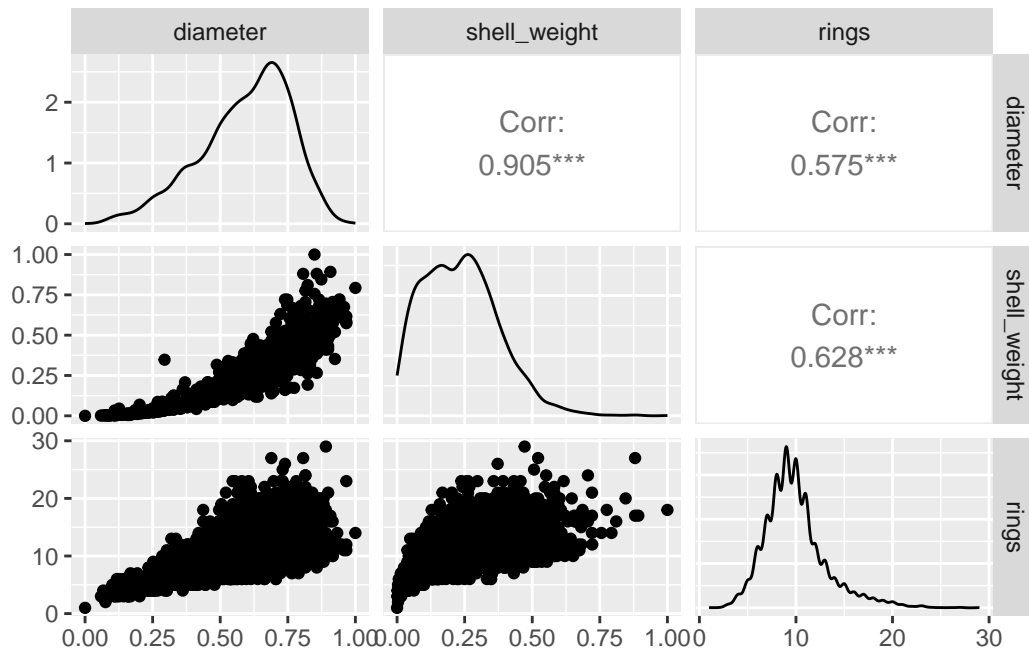 diameter
shell_weight
rings
2
1
0
Corr:
0.905***
Corr:
0.575***
diameter
1.00
0.75
0.50
0.25
0.00
Corr:
0.628***
shell_weight
30
20
10
0
rings
0.00 0.25 0.50 0.75 1.00
0.00 0.25 0.50 0.75 1.00
0 10 20 30